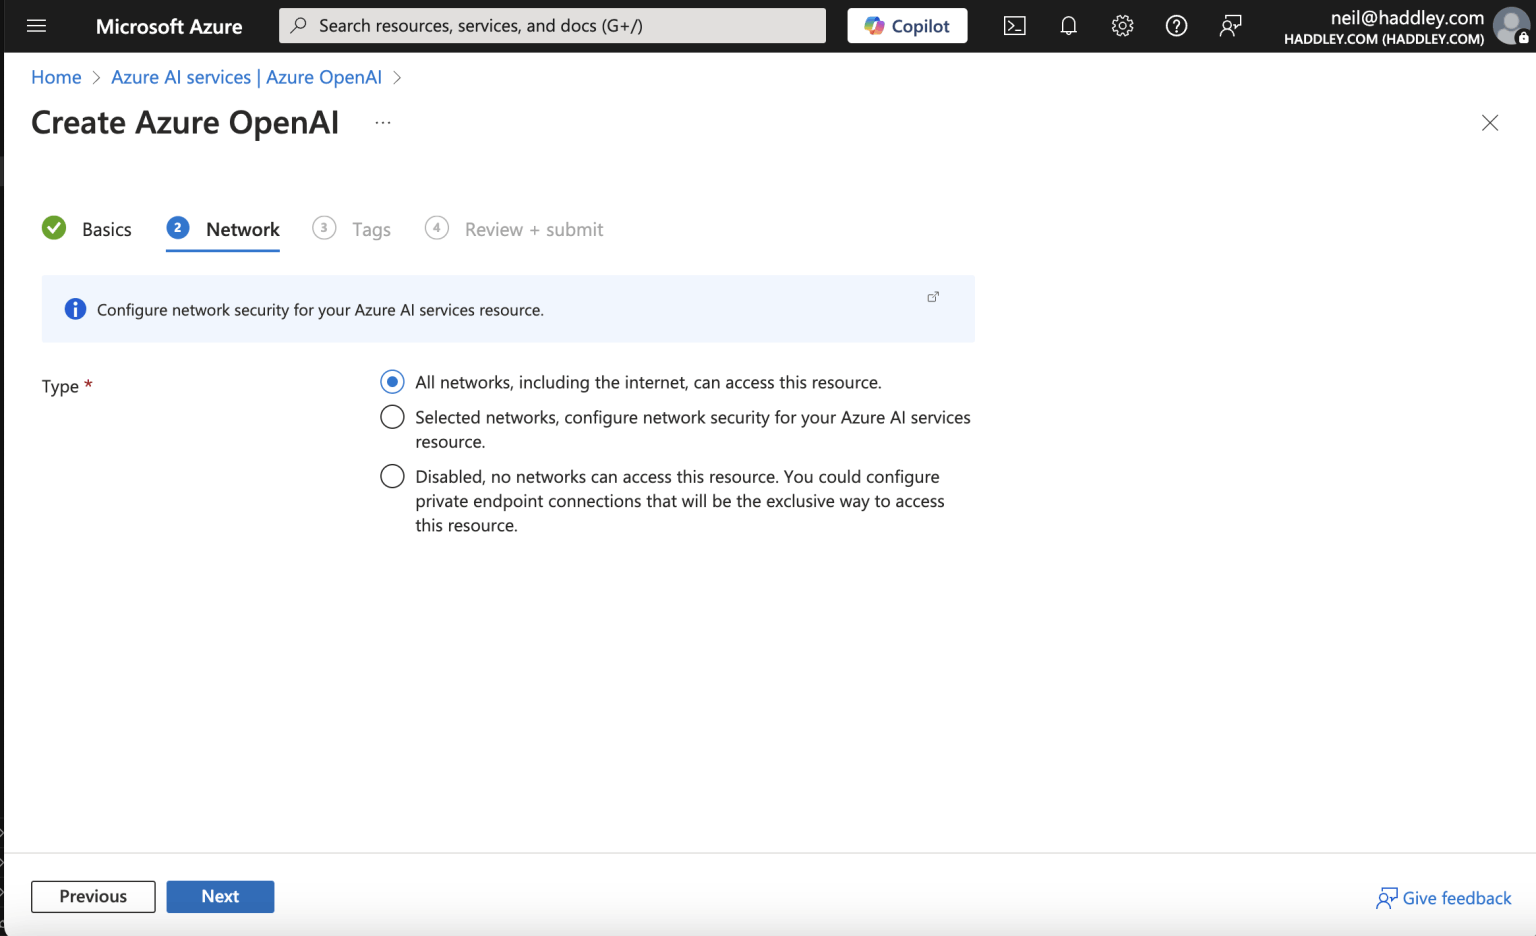 Microsoft Azure
Search resources, services, and docs (G+/)
Copilot
neil@haddley.com
HADDLEY.COM (HADDLEY.COM)
Home > Azure AI services | Azure OpenAI >
Create Azure OpenAI ...
Basics
2 Network
3 Tags
4 Review + submit
Configure network security for your Azure AI services resource.
Type *
All networks, including the internet, can access this resource.
Selected networks, configure network security for your Azure AI services
resource.
Disabled, no networks can access this resource. You could configure
private endpoint connections that will be the exclusive way to access
this resource.
Previous
Next
Give feedback